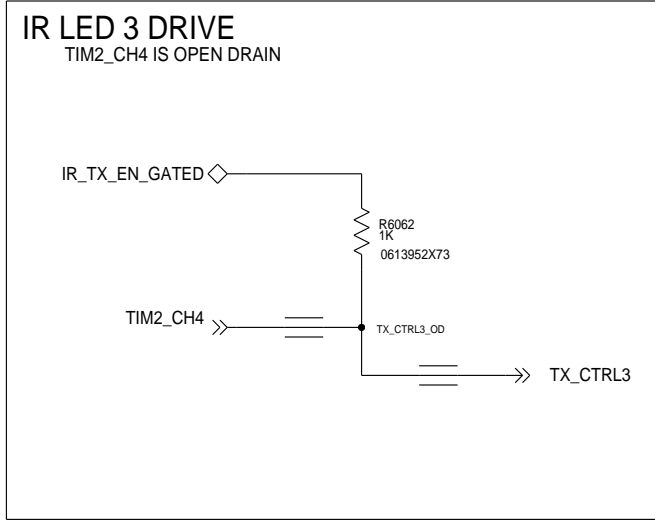 IR LED 3 DRIVE
TIM2_CH4 IS OPEN DRAIN
IR_TX_EN_GATED
R6062
1K
0613952X73
TIM2_CH4
TX_CTRL3_OD
TX_CTRL3